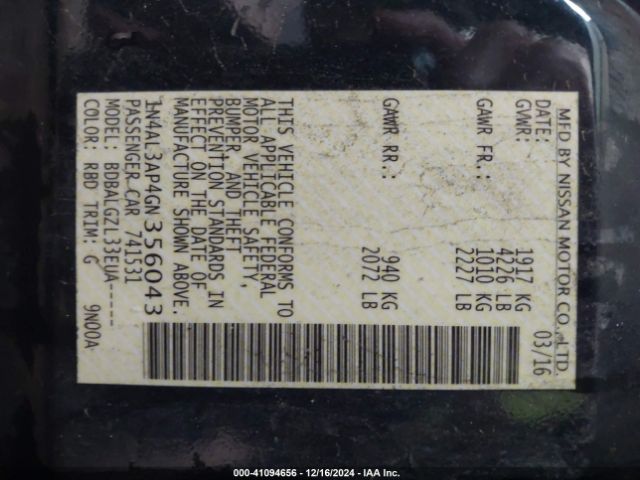 MFD BY NISSAN MOTOR CO., LTD.
DATE: 03/16
GVWR: 1917 KG
4226 LB
GAWR FR.: 1010 KG
2227 LB
GAWR RR.: 940 KG
2072 LB
THIS VEHICLE CONFORMS TO
ALL APPLICABLE FEDERAL
MOTOR VEHICLE SAFETY,
BUMPER, AND THEFT
PREVENTION STANDARDS IN
EFFECT ON THE DATE OF
MANUFACTURE SHOWN ABOVE.
1N4AL3AP4GN356043
PASSENGER CAR 741531
MODEL: BDBALGZL33EUA-----
COLOR: RBD TRIM: G 9N00A
000-41094656 - 12/16/2024 - IAA Inc.